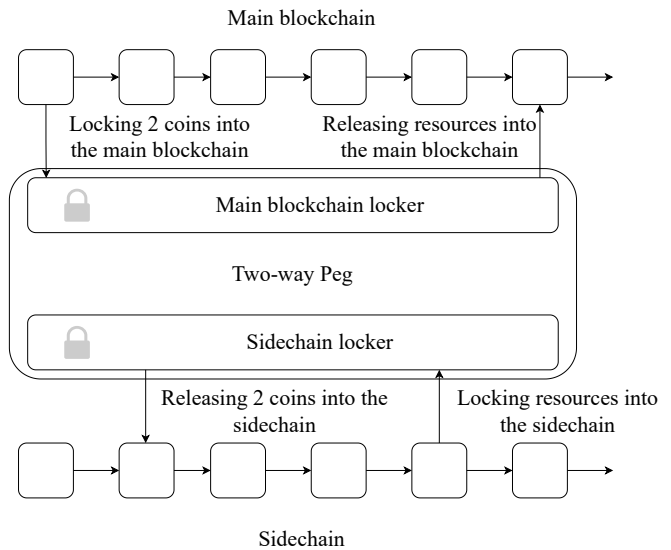 Main blockchain
Locking 2 coins into
the main blockchain
Releasing resources into
the main blockchain
Main blockchain locker
Two-way Peg
Sidechain locker
Releasing 2 coins into the
sidechain
Locking resources into
the sidechain
Sidechain